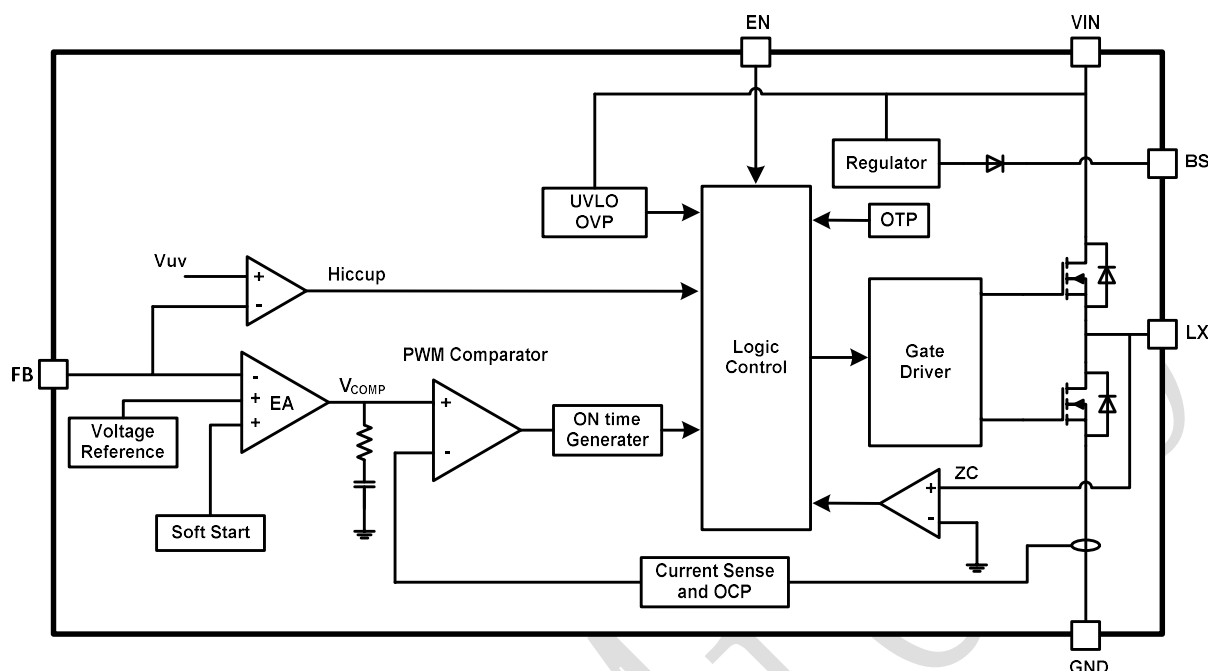 EN
VIN
Regulator
BS
UVLO
OVP
OTP
Vuv
+
-
Hiccup
LX
PWM Comparator
Logic
Control
Gate
Driver
FB
-
+
+
EA
VCOMP
+
-
ON time
Generater
Voltage
Reference
ZC
+
-
Soft Start
Current Sense
and OCP
GND